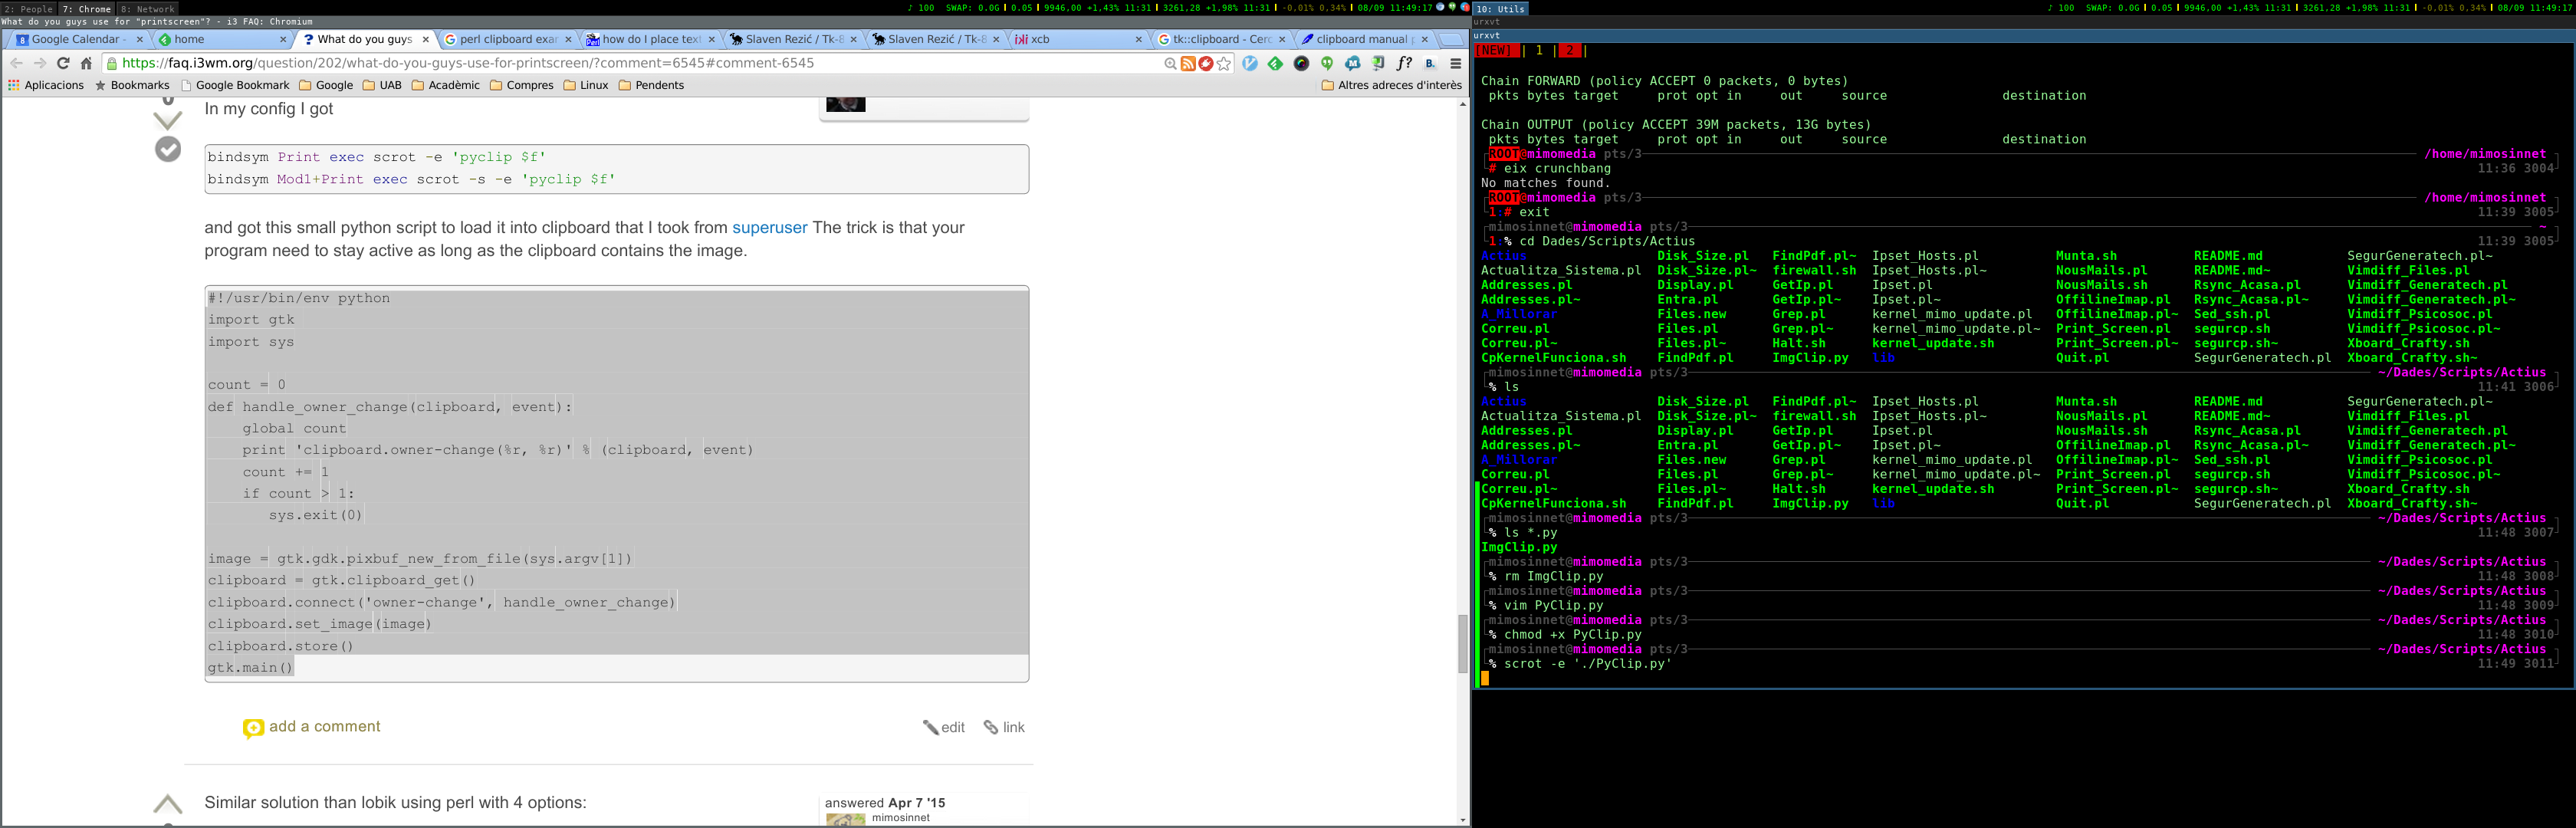 2: People 7: Chrome 8: Network
♪ 100 SWAP: 0.0G 0.05 9946,00 +1,43% 11:31 3261,28 +1,98% 11:31 -0,01% 0,34% 08/09 11:49:17
What do you guys use for "printscreen"? - i3 FAQ: Chromium
Google Calendar - home What do you guys perl clipboard exa how do I place tex Slaven Rezić / Tk-8 Slaven Rezić / Tk-8 xcb tk::clipboard - Cerc clipboard manual p
https://faq.i3wm.org/question/202/what-do-you-guys-use-for-printscreen/?comment=6545#comment-6545
Aplicacions Bookmarks Google Bookmark Google UAB Acadèmic Compres Linux Pendents Altres adreces d'interès
In my config I got
bindsym Print exec scrot -e 'pyclip $f'
bindsym Mod1+Print exec scrot -s -e 'pyclip $f'
and got this small python script to load it into clipboard that I took from superuser The trick is that your
program need to stay active as long as the clipboard contains the image.
#!/usr/bin/env python
import gtk
import sys
count = 0
def handle_owner_change(clipboard, event):
global count
print 'clipboard.owner-change(%r, %r)' % (clipboard, event)
count += 1
if count > 1:
sys.exit(0)
image = gtk.gdk.pixbuf_new_from_file(sys.argv[1])
clipboard = gtk.clipboard_get()
clipboard.connect('owner-change', handle_owner_change)
clipboard.set_image(image)
clipboard.store()
gtk.main()
add a comment edit link
Similar solution than lobik using perl with 4 options:
answered Apr 7 '15
mimosinnet
10: Utils
♪ 100 SWAP: 0.0G 0.05 9946,00 +1,43% 11:31 3261,28 +1,98% 11:31 -0,01% 0,34% 08/09 11:49:17
urxvt
urxvt
[NEW] | 1 | 2 |
Chain FORWARD (policy ACCEPT 0 packets, 0 bytes)
pkts bytes target prot opt in out source destination
Chain OUTPUT (policy ACCEPT 39M packets, 13G bytes)
pkts bytes target prot opt in out source destination
ROOT@mimomedia pts/3 /home/mimosinnet
# eix crunchbang 11:36 3004
No matches found.
ROOT@mimomedia pts/3 /home/mimosinnet
1:# exit 11:39 3005
mimosinnet@mimomedia pts/3 ~
1:% cd Dades/Scripts/Actius 11:39 3005
Actius Disk_Size.pl FindPdf.pl~ Ipset_Hosts.pl Munta.sh README.md SegurGeneratech.pl~
Actualitza_Sistema.pl Disk_Size.pl~ firewall.sh Ipset_Hosts.pl~ NousMails.pl README.md~ Vimdiff_Files.pl
Addresses.pl Display.pl GetIp.pl Ipset.pl NousMails.sh Rsync_Acasa.pl Vimdiff_Generatech.pl
Addresses.pl~ Entra.pl GetIp.pl~ Ipset.pl~ OffilineImap.pl Rsync_Acasa.pl~ Vimdiff_Generatech.pl~
A_Millorar Files.new Grep.pl kernel_mimo_update.pl OffilineImap.pl~ Sed_ssh.pl Vimdiff_Psicosoc.pl
Correu.pl Files.pl Grep.pl~ kernel_mimo_update.pl~ Print_Screen.pl segurcp.sh Vimdiff_Psicosoc.pl~
Correu.pl~ Files.pl~ Halt.sh kernel_update.sh Print_Screen.pl~ segurcp.sh~ Xboard_Crafty.sh
CpKernelFunciona.sh FindPdf.pl ImgClip.py lib Quit.pl SegurGeneratech.pl Xboard_Crafty.sh~
mimosinnet@mimomedia pts/3 ~/Dades/Scripts/Actius
% ls 11:41 3006
Actius Disk_Size.pl FindPdf.pl~ Ipset_Hosts.pl Munta.sh README.md SegurGeneratech.pl~
Actualitza_Sistema.pl Disk_Size.pl~ firewall.sh Ipset_Hosts.pl~ NousMails.pl README.md~ Vimdiff_Files.pl
Addresses.pl Display.pl GetIp.pl Ipset.pl NousMails.sh Rsync_Acasa.pl Vimdiff_Generatech.pl
Addresses.pl~ Entra.pl GetIp.pl~ Ipset.pl~ OffilineImap.pl Rsync_Acasa.pl~ Vimdiff_Generatech.pl~
A_Millorar Files.new Grep.pl kernel_mimo_update.pl OffilineImap.pl~ Sed_ssh.pl Vimdiff_Psicosoc.pl
Correu.pl Files.pl Grep.pl~ kernel_mimo_update.pl~ Print_Screen.pl segurcp.sh Vimdiff_Psicosoc.pl~
Correu.pl~ Files.pl~ Halt.sh kernel_update.sh Print_Screen.pl~ segurcp.sh~ Xboard_Crafty.sh
CpKernelFunciona.sh FindPdf.pl ImgClip.py lib Quit.pl SegurGeneratech.pl Xboard_Crafty.sh~
mimosinnet@mimomedia pts/3 ~/Dades/Scripts/Actius
% ls *.py 11:48 3007
ImgClip.py
mimosinnet@mimomedia pts/3 ~/Dades/Scripts/Actius
% rm ImgClip.py 11:48 3008
mimosinnet@mimomedia pts/3 ~/Dades/Scripts/Actius
% vim PyClip.py 11:48 3009
mimosinnet@mimomedia pts/3 ~/Dades/Scripts/Actius
% chmod +x PyClip.py 11:48 3010
mimosinnet@mimomedia pts/3 ~/Dades/Scripts/Actius
% scrot -e './PyClip.py' 11:49 3011